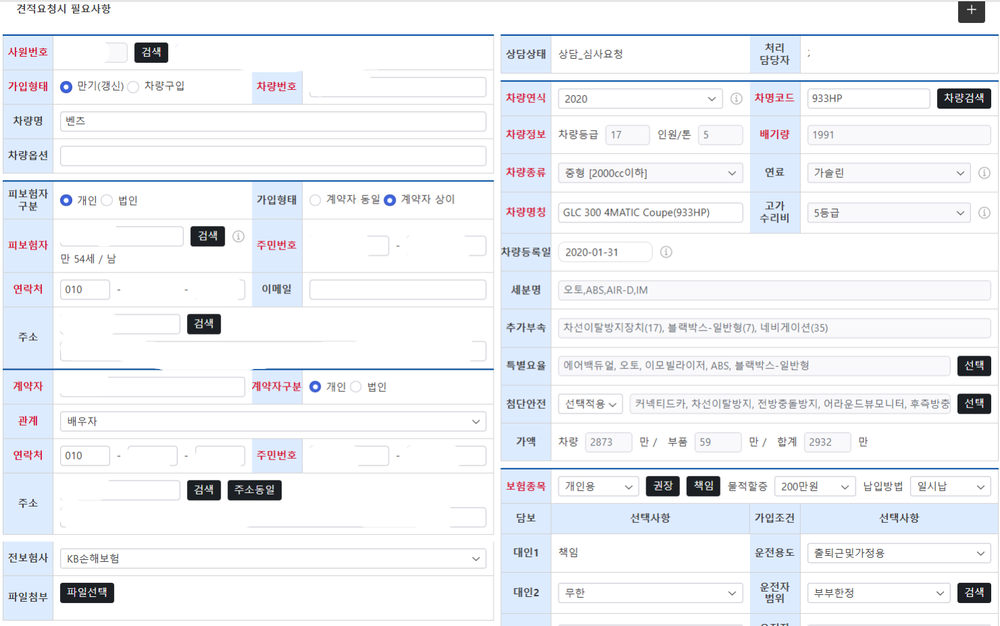 견적요청시 필요사항
+
사원번호 검색
가입형태 만기(갱신) 차량구입 차량번호
차량명 벤츠
차량옵션
피보험자
구분 개인 법인 가입형태 계약자 동일 계약자 상이
피보험자 검색 주민번호 -
만 54세 / 남
연락처 010 - - 이메일
주소 검색
계약자 계약자구분 개인 법인
관계 배우자
연락처 010 - - 주민번호 -
주소 검색 주소동일
전보험사 KB손해보험
파일첨부 파일선택
상담상태 상담_심사요청 처리
담당자
차량연식 2020 차명코드 933HP 차량검색
차량정보 차량등급 17 인원/톤 5 배기량 1991
차량종류 중형 [2000cc이하] 연료 가솔린
차량명칭 GLC 300 4MATIC Coupe(933HP) 고가
수리비 5등급
차량등록일 2020-01-31
세분명 오토,ABS,AIR-D,IM
추가부속 차선이탈방지장치(17), 블랙박스-일반형(7), 네비게이션(35)
특별요율 에어백듀얼, 오토, 이모빌라이저, ABS, 블랙박스-일반형 선택
첨단안전 선택적용 커넥티드카, 차선이탈방지, 전방충돌방지, 어라운드뷰모니터, 후측방충 선택
가액 차량 2873 만 / 부품 59 만 / 합계 2932 만
보험종목 개인용 권장 책임 물적할증 200만원 납입방법 일시납
담보 선택사항 가입조건 선택사항
대인1 책임 운전용도 출퇴근및가정용
대인2 무한 운전자
범위 부부한정 검색